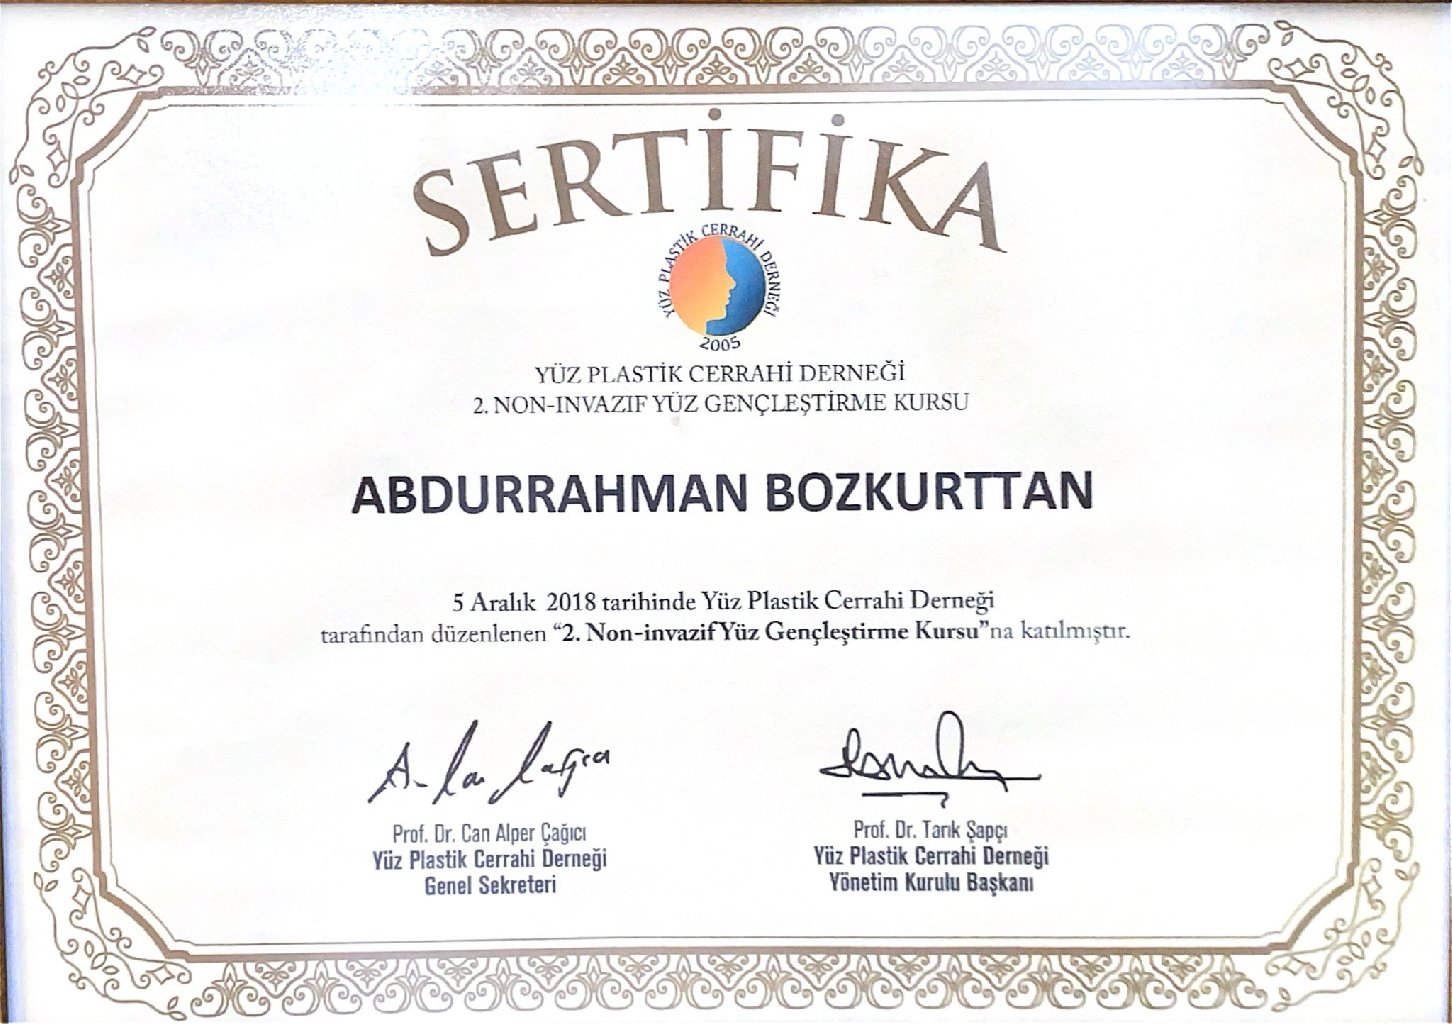 SERTİFİKA
YÜZ PLASTİK CERRAHİ DERNEĞİ
2005
YÜZ PLASTİK CERRAHİ DERNEĞİ
2. NON-INVAZIF YÜZ GENÇLEŞTİRME KURSU
ABDURRAHMAN BOZKURTTAN
5 Aralık 2018 tarihinde Yüz Plastik Cerrahi Derneği
tarafından düzenlenen “2. Non-invazif Yüz Gençleştirme Kursu”na katılmıştır.
Prof. Dr. Can Alper Çağıcı
Yüz Plastik Cerrahi Derneği
Genel Sekreteri
Prof. Dr. Tarık Şapçı
Yüz Plastik Cerrahi Derneği
Yönetim Kurulu Başkanı